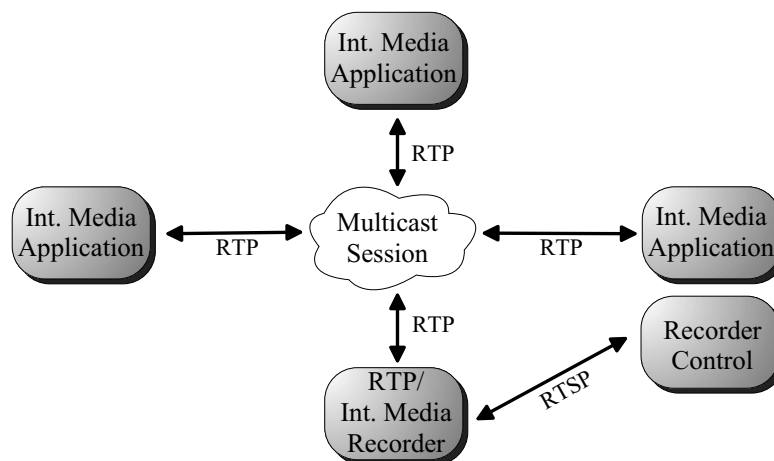 Int. Media
Application
RTP
Int. Media
Application
RTP
Multicast
Session
RTP
Int. Media
Application
RTP
RTP/
Int. Media
Recorder
RTSP
Recorder
Control